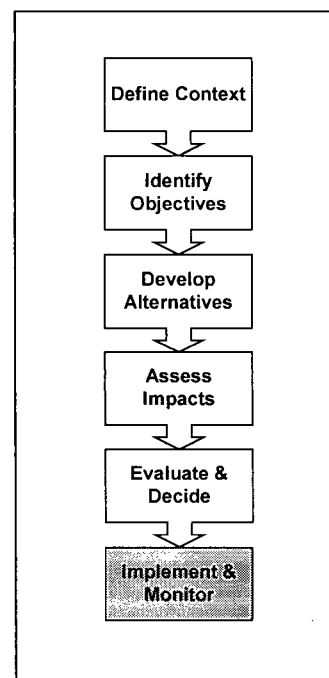 Define Context
Identify
Objectives
Develop
Alternatives
Assess
Impacts
Evaluate &
Decide
Implement &
Monitor